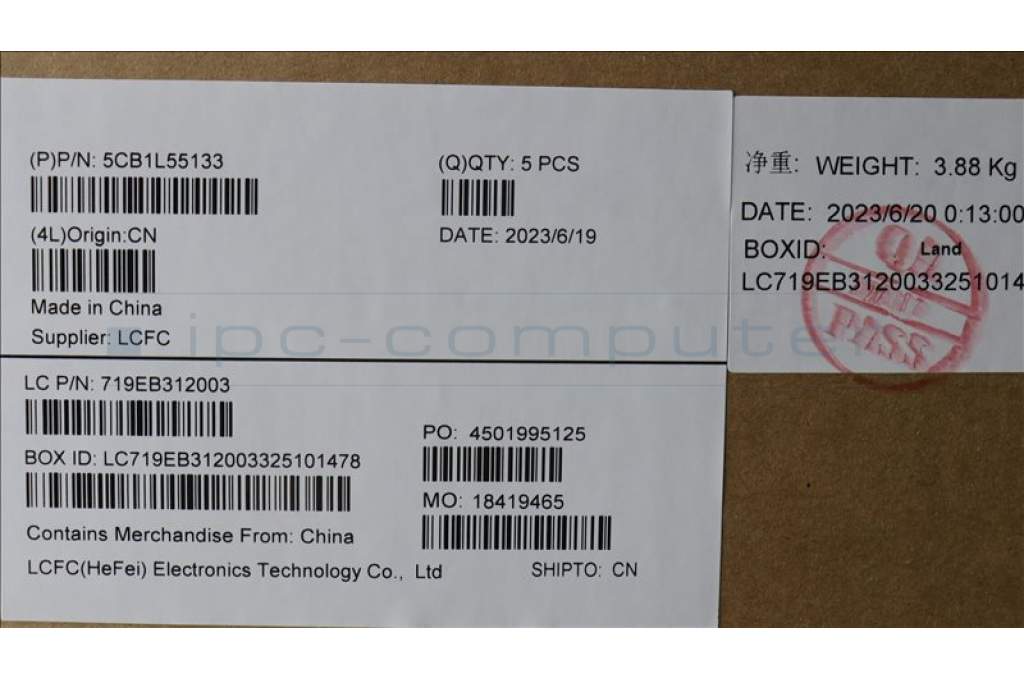 (P)P/N: 5CB1L55133
(Q)QTY: 5 PCS
(4L)Origin:CN
DATE: 2023/6/19
Made in China
Supplier: LCFC
净重: WEIGHT: 3.88 Kg
DATE: 2023/6/20 0:13:00
BOXID: Land
LC719EB3120033251014
PASS
ipc-computer
LC P/N: 719EB312003
PO: 4501995125
BOX ID: LC719EB312003325101478
MO: 18419465
Contains Merchandise From: China
LCFC(HeFei) Electronics Technology Co., Ltd
SHIPTO: CN